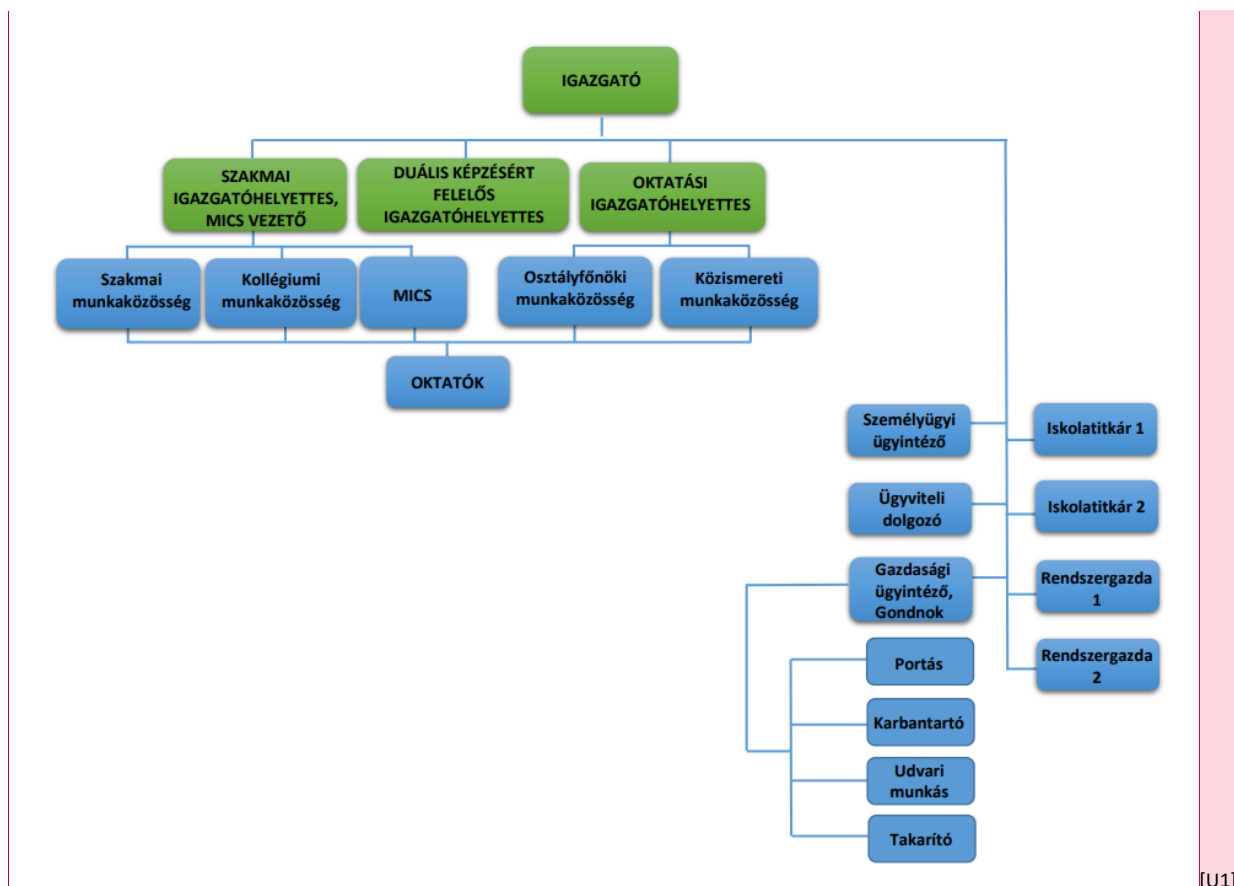 IGAZGATÓ
SZAKMAI
IGAZGATÓHELYETTES,
MICS VEZETŐ
DUÁLIS KÉPZÉSÉRT
FELELŐS
IGAZGATÓHELYETTES
OKTATÁSI
IGAZGATÓHELYETTES
Szakmai
munkaközösség
Kollégiumi
munkaközösség
MICS
Osztályfőnöki
munkaközösség
Közismereti
munkaközösség
OKTATÓK
Személyügyi
ügyintéző
Iskolatitkár 1
Ügyviteli
dolgozó
Iskolatitkár 2
Gazdasági
ügyintéző,
Gondnok
Rendszergazda
1
Portás
Rendszergazda
2
Karbantartó
Udvari
munkás
Takarító
[U1]